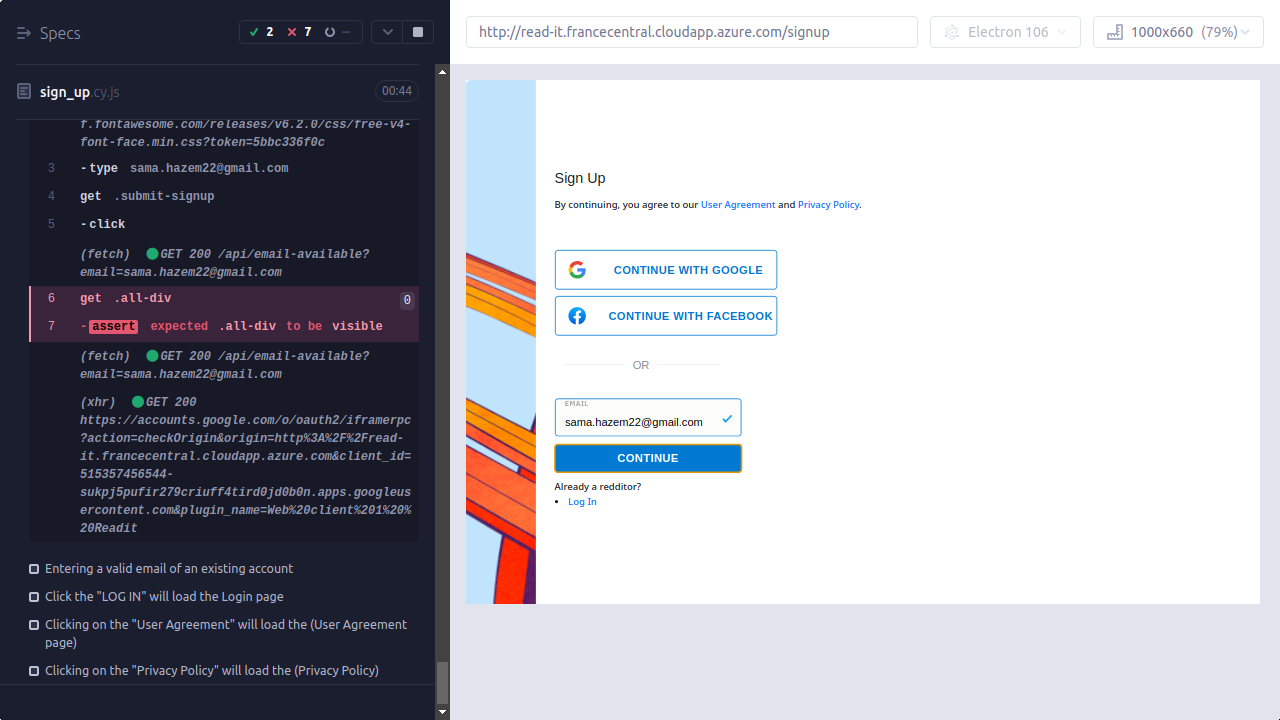 Specs
2
7
--
http://read-it.francecentral.cloudapp.azure.com/signup
Electron 106
1000x660 (79%)
sign_up.cy.js
00:44
f.fontawesome.com/releases/v6.2.0/css/free-v4-
font-face.min.css?token=5bbc336f0c
3 -type sama.hazem22@gmail.com
4 get .submit-signup
5 -click
(fetch) GET 200 /api/email-available?
email=sama.hazem22@gmail.com
6 get .all-div 0
7 -assert expected .all-div to be visible
(fetch) GET 200 /api/email-available?
email=sama.hazem22@gmail.com
(xhr) GET 200
https://accounts.google.com/o/oauth2/iframerpc
?action=checkOrigin&origin=http%3A%2F%2Fread-
it.francecentral.cloudapp.azure.com&client_id=
515357456544-
sukpj5pufir279criuff4tird0jd0b0n.apps.googleus
ercontent.com&plugin_name=Web%20client%201%20%
20Readit
Entering a valid email of an existing account
Click the "LOG IN" will load the Login page
Clicking on the "User Agreement" will load the (User Agreement
page)
Clicking on the "Privacy Policy" will load the (Privacy Policy)
Sign Up
By continuing, you agree to our User Agreement and Privacy Policy.
CONTINUE WITH GOOGLE
CONTINUE WITH FACEBOOK
OR
EMAIL
sama.hazem22@gmail.com
CONTINUE
Already a redditor?
Log In